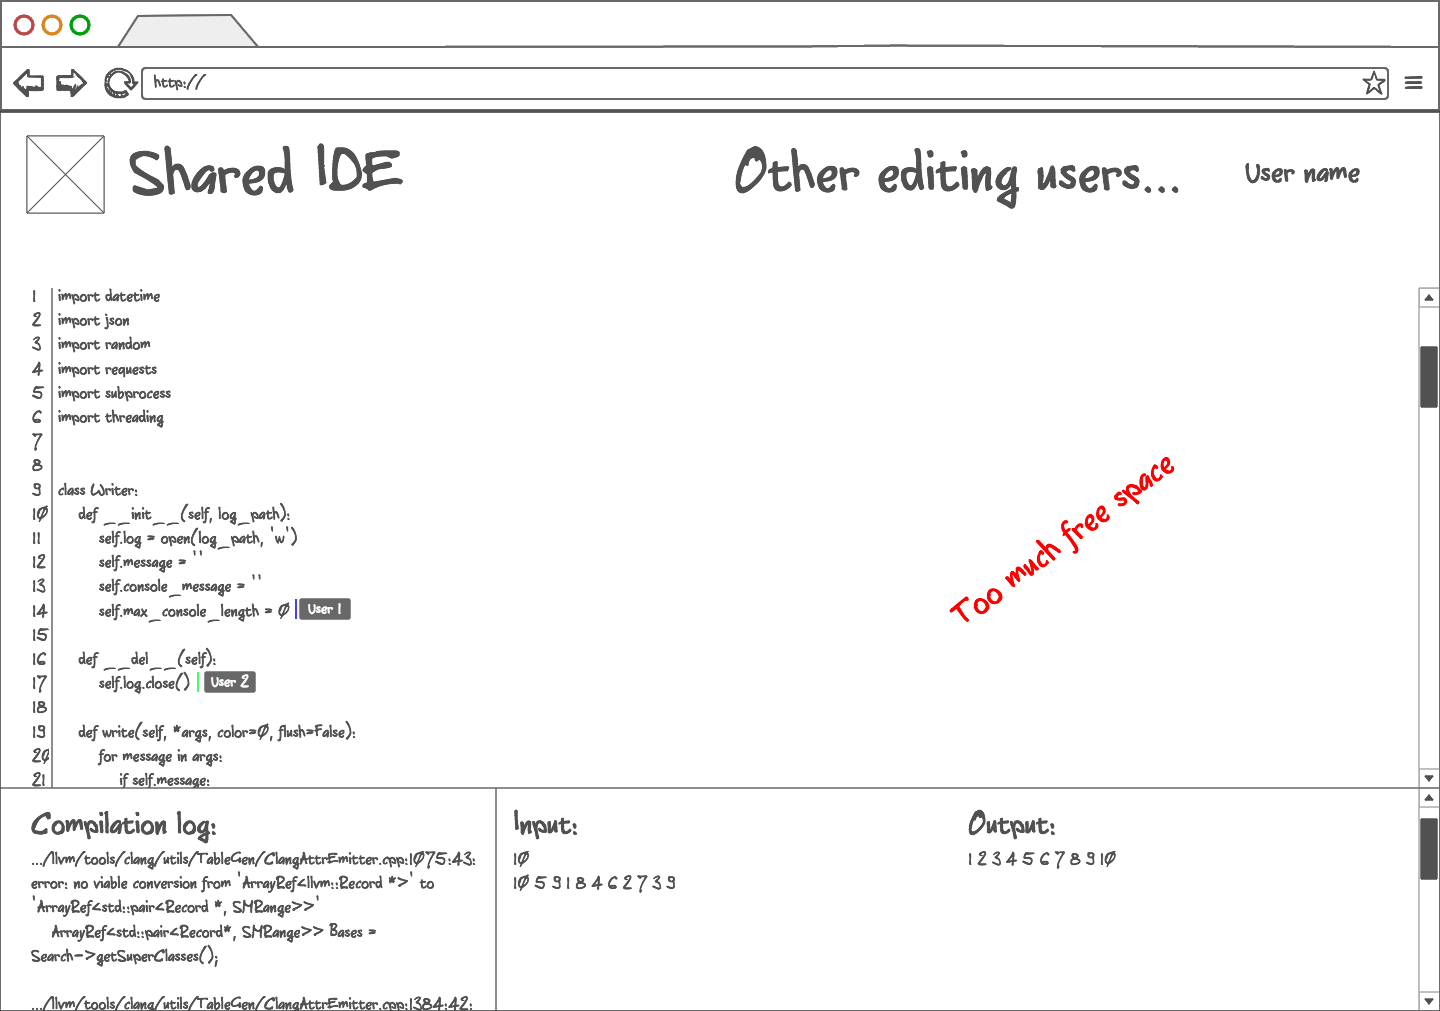 http://
Shared IDE
Other editing users...
User name
1 import datetime
2 import json
3 import random
4 import requests
5 import subprocess
6 import threading
7
8
9 class Writer:
10 def __init__(self, log_path):
11 self.log = open(log_path, 'w')
12 self.message = ''
13 self.console_message = ''
14 self.max_console_length = 0 User 1
15
16 def __del__(self):
17 self.log.close() User 2
18
19 def write(self, *args, color=0, flush=False):
20 for message in args:
21 if self.message:
Too much free space
Compilation log:
.../llvm/tools/clang/utils/TableGen/ClangAttrEmitter.cpp:1075:43:
error: no viable conversion from 'ArrayRef<llvm::Record *>' to
'ArrayRef<std::pair<Record *, SMRange>>'
ArrayRef<std::pair<Record*, SMRange>> Bases =
Search->getSuperClasses();
.../llvm/tools/clang/utils/TableGen/ClangAttrEmitter.cpp:1384:42:
Input:
10
10 5 9 1 8 4 6 2 7 3 9
Output:
1 2 3 4 5 6 7 8 9 10